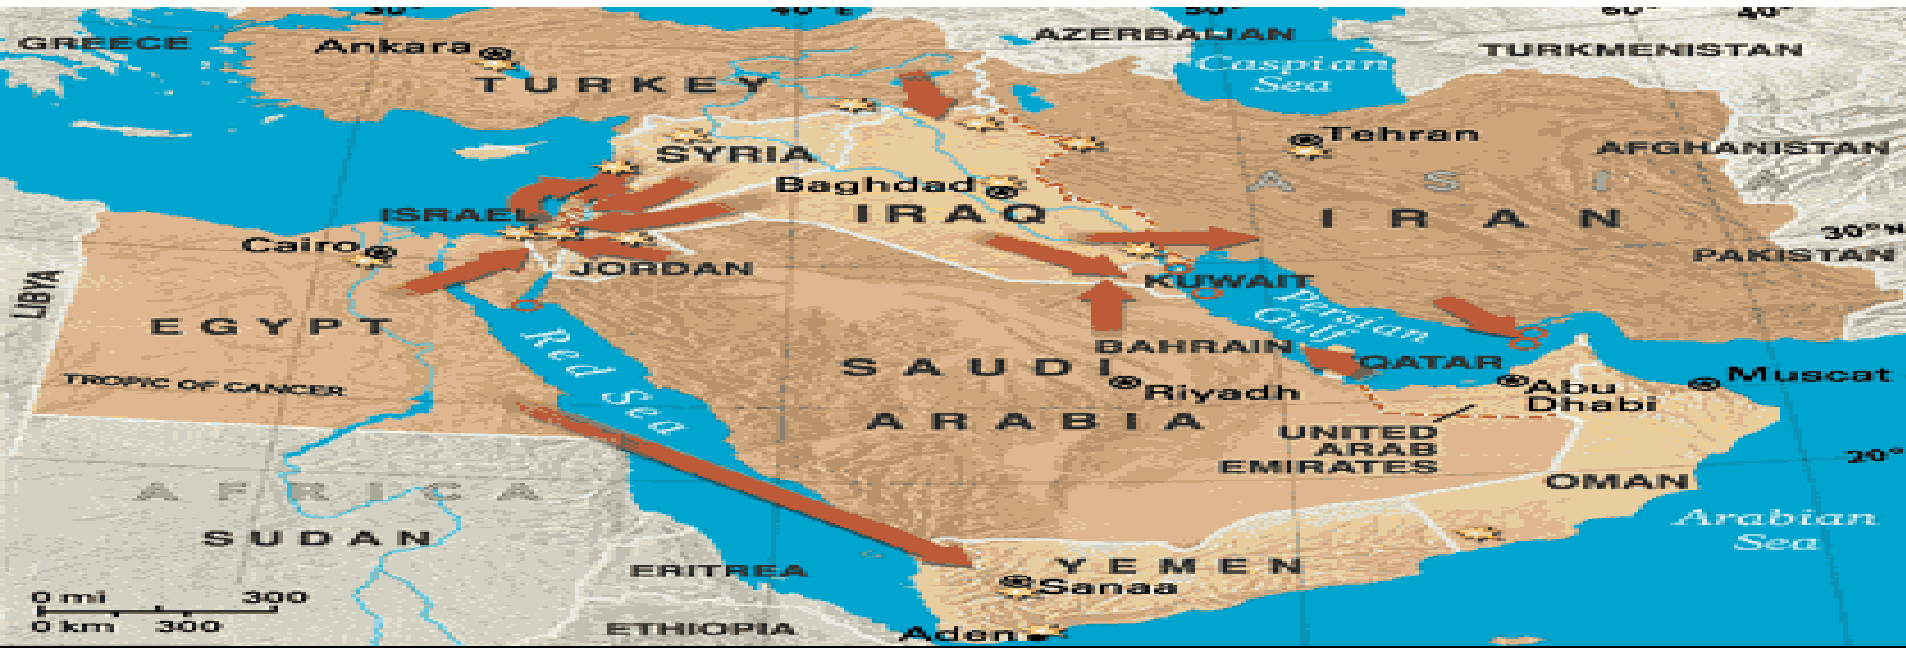 GREECE
Ankara
TURKEY
AZERBAIJAN
Caspian
Sea
TURKMENISTAN
40°
SYRIA
Tehran
AFGHANISTAN
ASI
Baghdad
IRAQ
IRAN
ISRAEL
Cairo
30°N
PAKISTAN
LIBYA
JORDAN
KUWAIT
Persian
Gulf
EGYPT
Red Sea
BAHRAIN
QATAR
SAUDI
ARABIA
Riyadh
Abu
Dhabi
Muscat
TROPIC OF CANCER
UNITED
ARAB
EMIRATES
OMAN
20°
AFRICA
SUDAN
Arabian
Sea
ERITREA
YEMEN
Sanaa
0 mi 300
0 km 300
ETHIOPIA
Aden